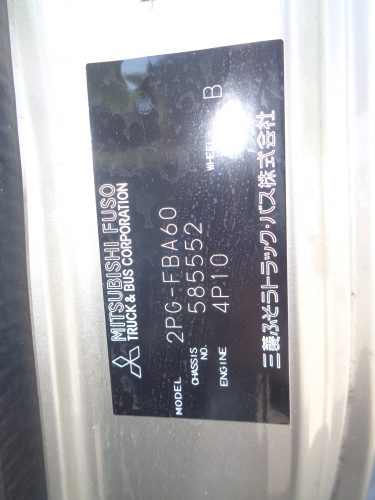 MITSUBISHI FUSO
TRUCK & BUS CORPORATION
MODEL 2PG-FBA60
CHASSIS NO. 585552
ENGINE 4P10 B
三菱ふそうトラック・バス株式会社